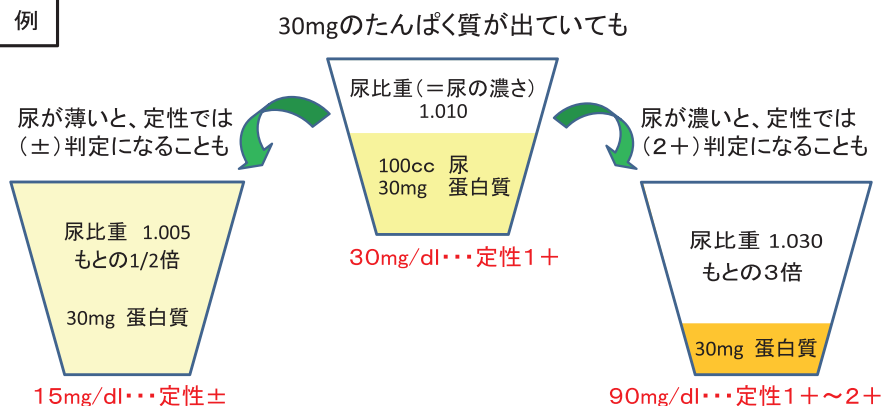 例
30mgのたんぱく質が出ていても
尿比重(=尿の濃さ)
1.010
100cc 尿
30mg 蛋白質
30mg/dl・・・定性1+
尿が薄いと、定性では
(±)判定になることも
尿比重 1.005
もとの1/2倍
30mg 蛋白質
15mg/dl・・・定性±
尿が濃いと、定性では
(2+)判定になることも
尿比重 1.030
もとの3倍
30mg 蛋白質
90mg/dl・・・定性1+~2+